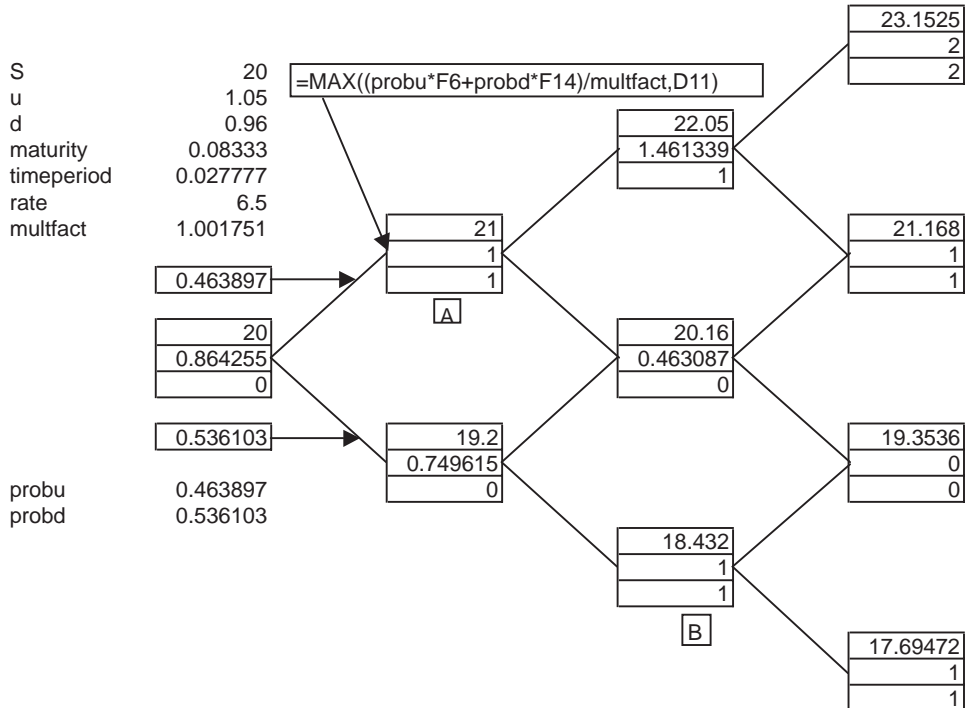 S 20
u 1.05
d 0.96
maturity 0.08333
timeperiod 0.027777
rate 6.5
multfact 1.001751
=MAX((probu*F6+probd*F14)/multfact,D11)
0.463897
20
0.864255
0
0.536103
probu 0.463897
probd 0.536103
21
1
1
A
19.2
0.749615
0
22.05
1.461339
1
20.16
0.463087
0
18.432
1
1
B
23.1525
2
2
21.168
1
1
19.3536
0
0
17.69472
1
1